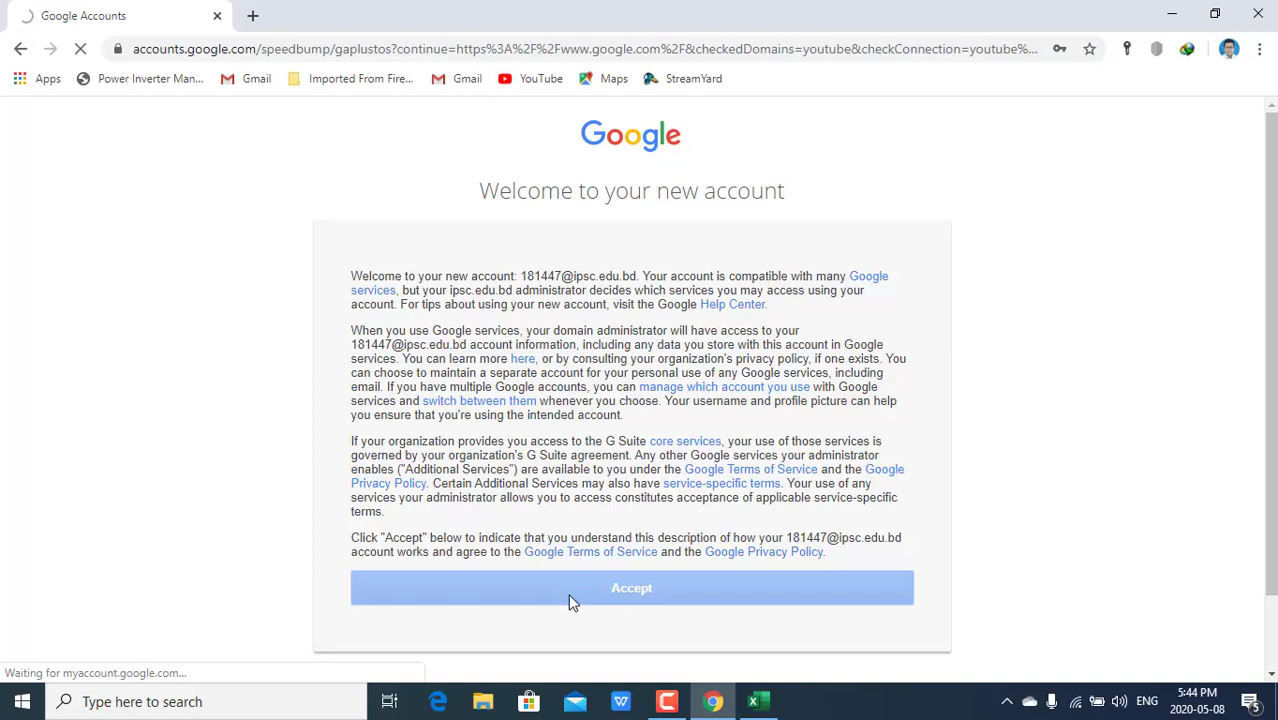 Google Accounts
accounts.google.com/speedbump/gaplustos?continue=https%3A%2F%2Fwww.google.com%2F&checkedDomains=youtube&checkConnection=youtube%...
Apps Power Inverter Man... Gmail Imported From Fire... Gmail YouTube Maps StreamYard
Google
Welcome to your new account
Welcome to your new account: 181447@ipsc.edu.bd. Your account is compatible with many Google
services, but your ipsc.edu.bd administrator decides which services you may access using your
account. For tips about using your new account, visit the Google Help Center.
When you use Google services, your domain administrator will have access to your
181447@ipsc.edu.bd account information, including any data you store with this account in Google
services. You can learn more here, or by consulting your organization's privacy policy, if one exists. You
can choose to maintain a separate account for your personal use of any Google services, including
email. If you have multiple Google accounts, you can manage which account you use with Google
services and switch between them whenever you choose. Your username and profile picture can help
you ensure that you're using the intended account.
If your organization provides you access to the G Suite core services, your use of those services is
governed by your organization's G Suite agreement. Any other Google services your administrator
enables ("Additional Services") are available to you under the Google Terms of Service and the Google
Privacy Policy. Certain Additional Services may also have service-specific terms. Your use of any
services your administrator allows you to access constitutes acceptance of applicable service-specific
terms.
Click "Accept" below to indicate that you understand this description of how your 181447@ipsc.edu.bd
account works and agree to the Google Terms of Service and the Google Privacy Policy.
Accept
Waiting for myaccount.google.com...
Type here to search
ENG
5:44 PM
2020-05-08
5